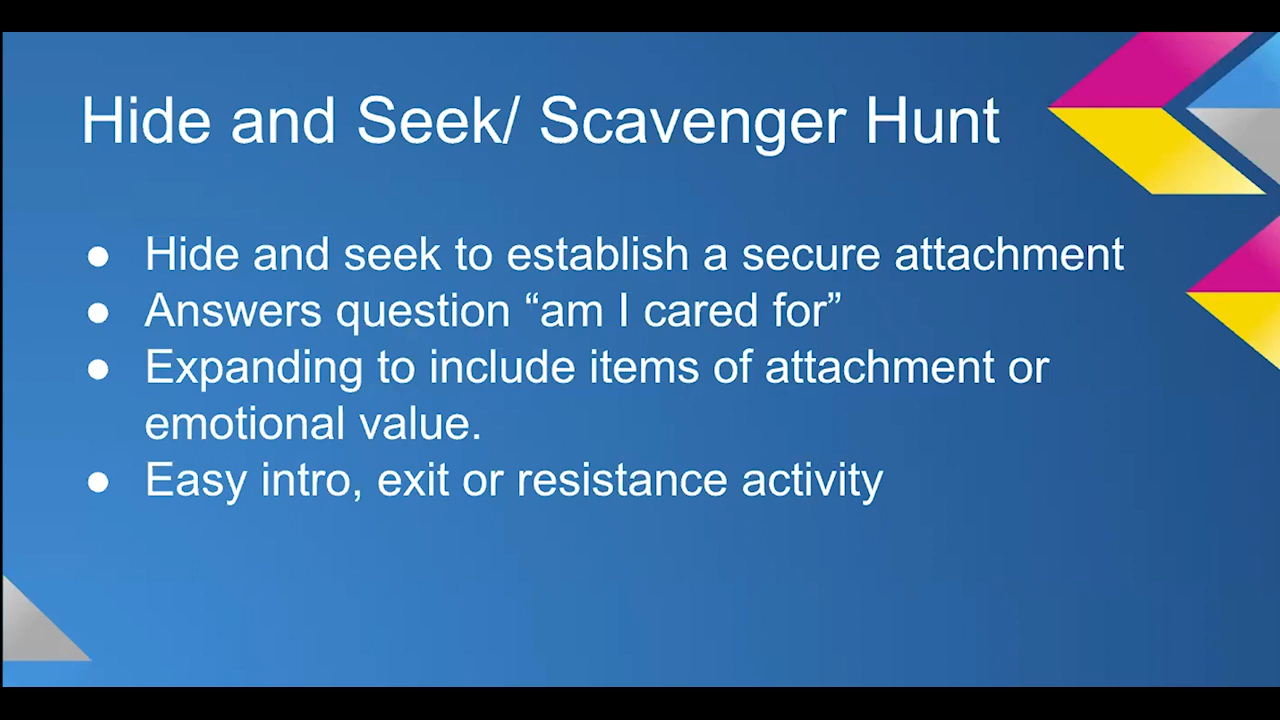 Hide and Seek/ Scavenger Hunt
● Hide and seek to establish a secure attachment
● Answers question “am I cared for”
● Expanding to include items of attachment or
emotional value.
● Easy intro, exit or resistance activity